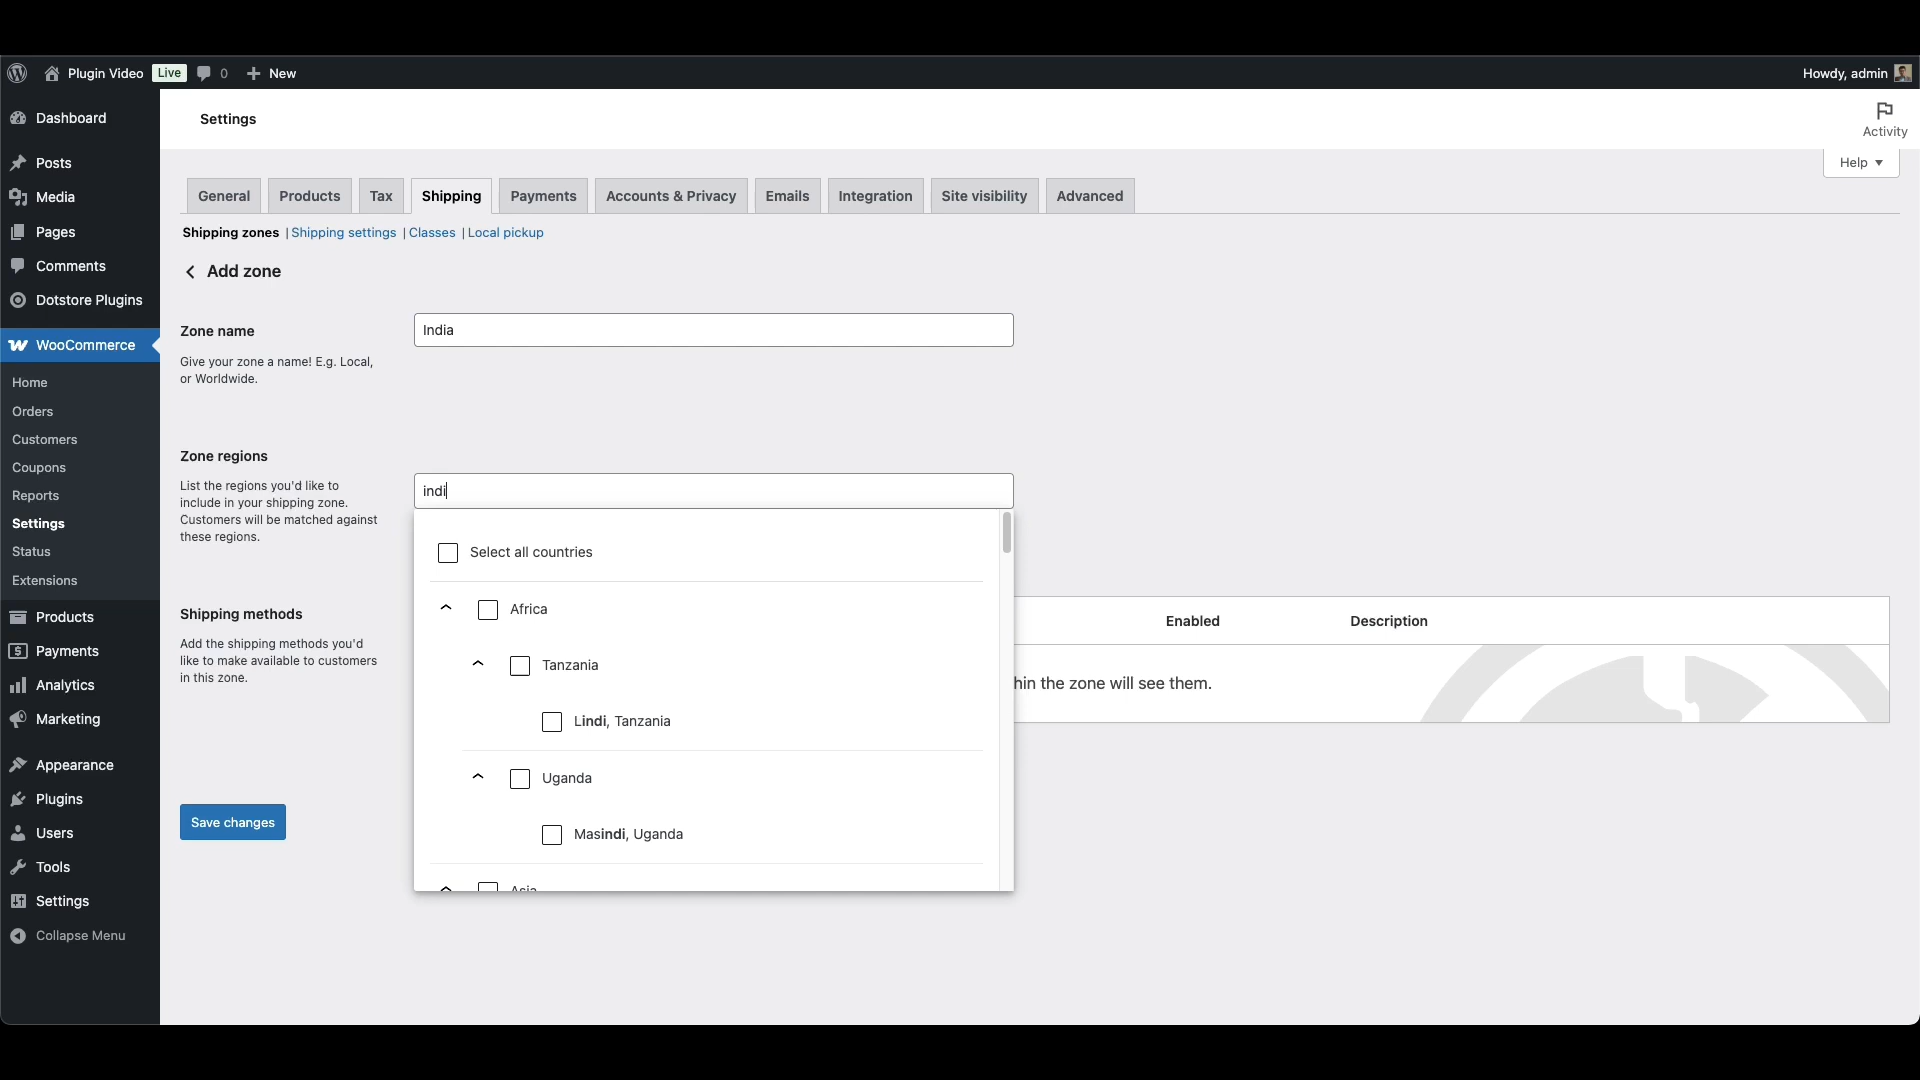 Plugin Video Live 0 New Howdy, admin
Dashboard
Posts
Media
Pages
Comments
Dotstore Plugins
WooCommerce
Home
Orders
Customers
Coupons
Reports
Settings
Status
Extensions
Products
Payments
Analytics
Marketing
Appearance
Plugins
Users
Tools
Settings
Collapse Menu
Settings
Activity
Help
General Products Tax Shipping Payments Accounts & Privacy Emails Integration Site visibility Advanced
Shipping zones | Shipping settings | Classes | Local pickup
Add zone
Zone name
India
Give your zone a name! E.g. Local,
or Worldwide.
Zone regions
List the regions you'd like to
include in your shipping zone.
Customers will be matched against
these regions.
indi
Select all countries
Africa
Tanzania
Lindi, Tanzania
Uganda
Masindi, Uganda
Asia
Shipping methods
Add the shipping methods you'd
like to make available to customers
in this zone.
Enabled Description
hin the zone will see them.
Save changes